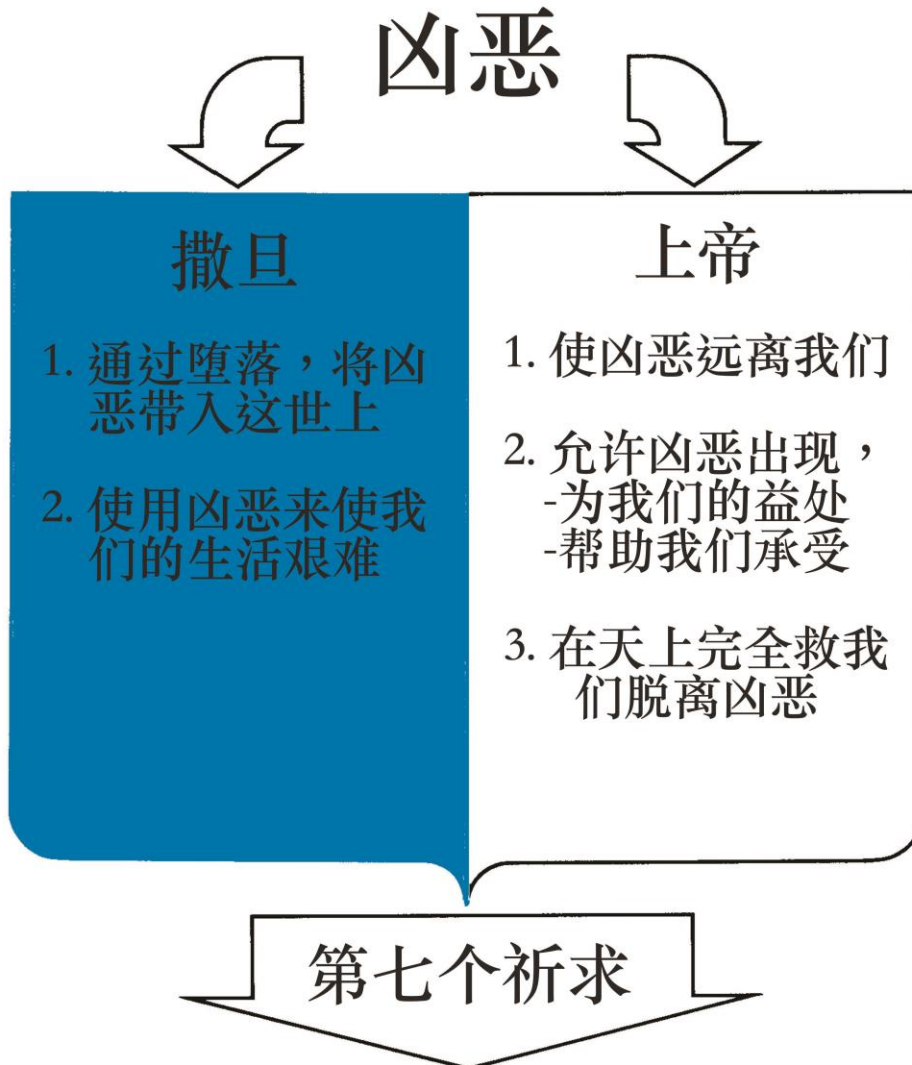 凶恶
撒旦
1. 通过堕落，将凶
恶带入这世上
2. 使用凶恶来使我
们的生活艰难
上帝
1. 使凶恶远离我们
2. 允许凶恶出现，
-为我们的益处
-帮助我们承受
3. 在天上完全救我
们脱离凶恶
第七个祈求